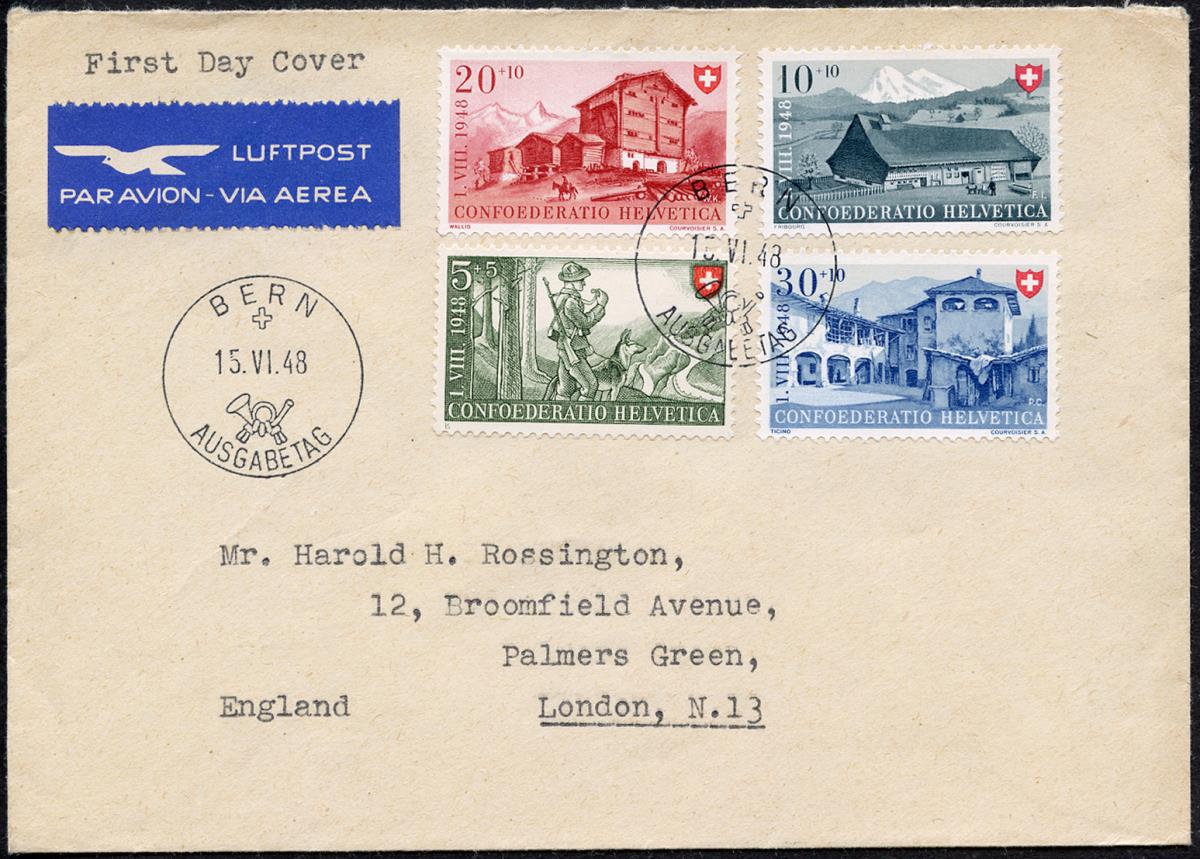 First Day Cover
LUFTPOST
PAR AVION - VIA AEREA
20+10
1. VIII. 1948
CONFOEDERATIO HELVETICA
WALLIS
COURVOISIER S. A.
10+10
VIII. 1948
CONFOEDERATIO HELVETICA
F. L.
FRIBOURG
COURVOISIER S. A.
5+5
1. VIII. 1948
CONFOEDERATIO HELVETICA
30+10
1. VIII. 1948
CONFOEDERATIO HELVETICA
P.C.
TICINO
COURVOISIER S. A.
BERN
15.VI.48
AUSGABETAG
BERN
15.VI.48
AUSGABETAG
Mr. Harold H. Rossington,
12, Broomfield Avenue,
Palmers Green,
England London, N.13